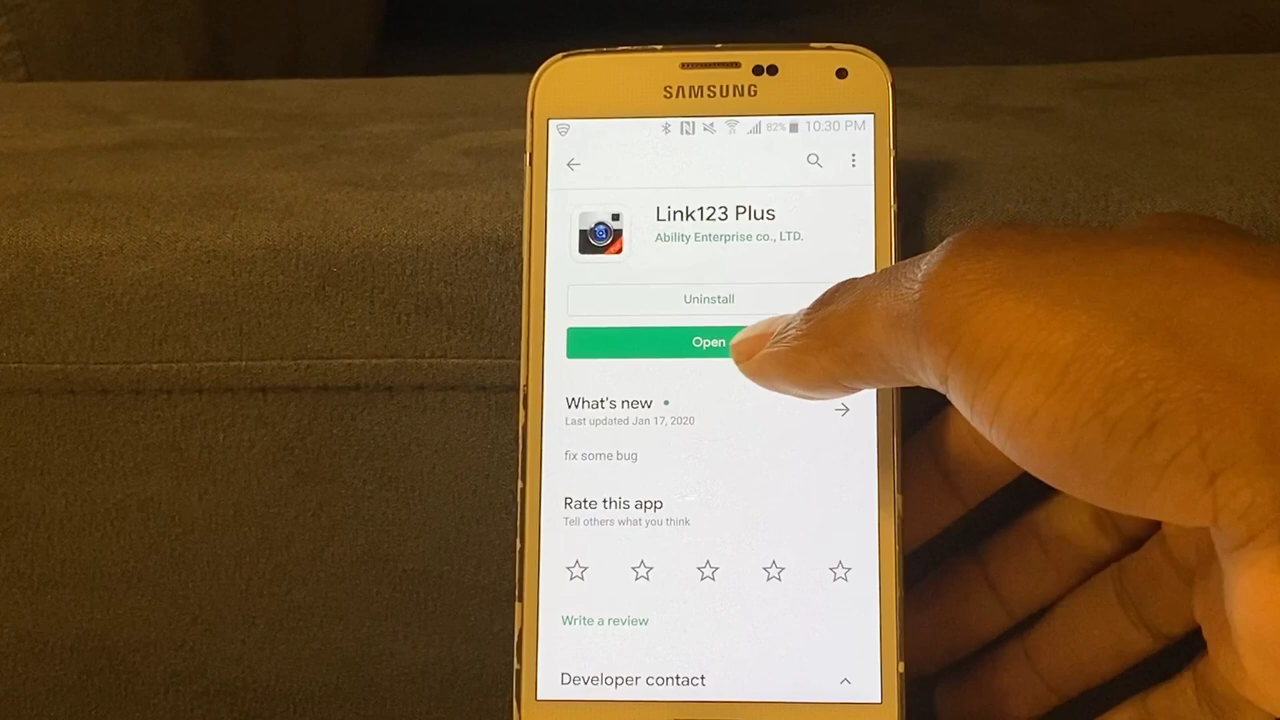 SAMSUNG
82% 10:30 PM
Link123 Plus
Ability Enterprise co., LTD.
Uninstall
Open
What's new
Last updated Jan 17, 2020
fix some bug
Rate this app
Tell others what you think
Write a review
Developer contact